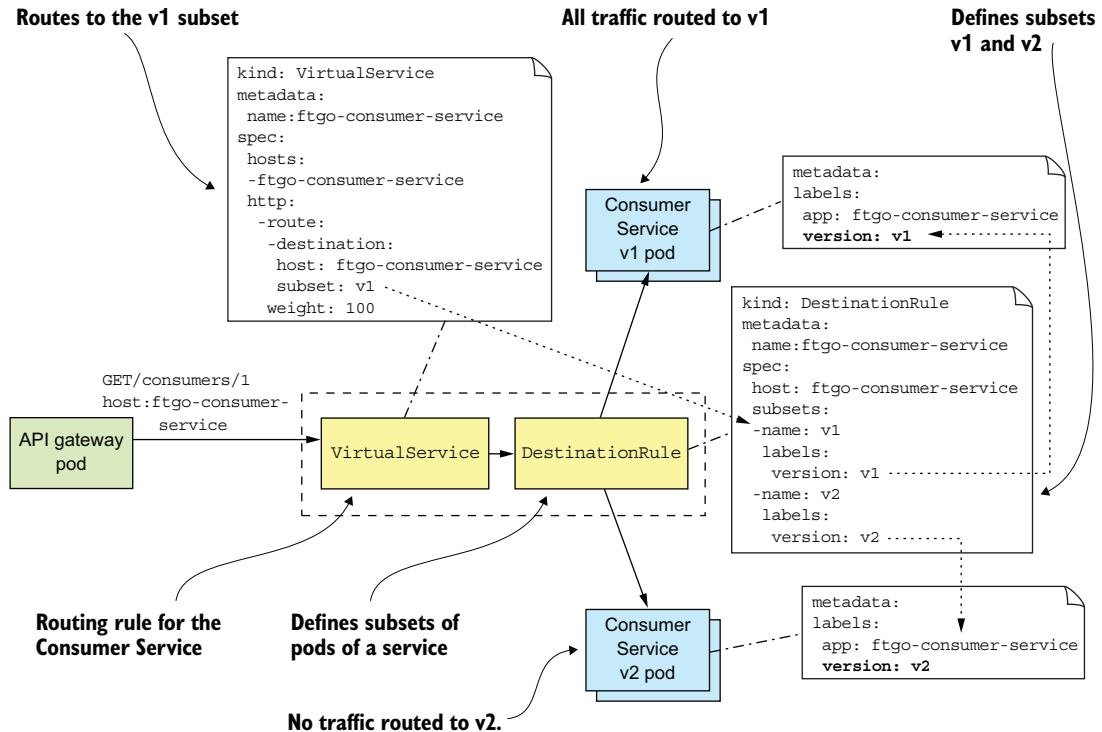 Routes to the v1 subset
All traffic routed to v1
Defines subsets
v1 and v2
kind: VirtualService
metadata:
name:ftgo-consumer-service
spec:
hosts:
-ftgo-consumer-service
http:
-route:
-destination:
host: ftgo-consumer-service
subset: v1
weight: 100
Consumer
Service
v1 pod
metadata:
labels:
app: ftgo-consumer-service
version: v1
kind: DestinationRule
metadata:
name:ftgo-consumer-service
spec:
host: ftgo-consumer-service
subsets:
-name: v1
labels:
version: v1
-name: v2
labels:
version: v2
GET/consumers/1
host:ftgo-consumer-
service
API gateway
pod
VirtualService
DestinationRule
Routing rule for the
Consumer Service
Defines subsets of
pods of a service
Consumer
Service
v2 pod
metadata:
labels:
app: ftgo-consumer-service
version: v2
No traffic routed to v2.